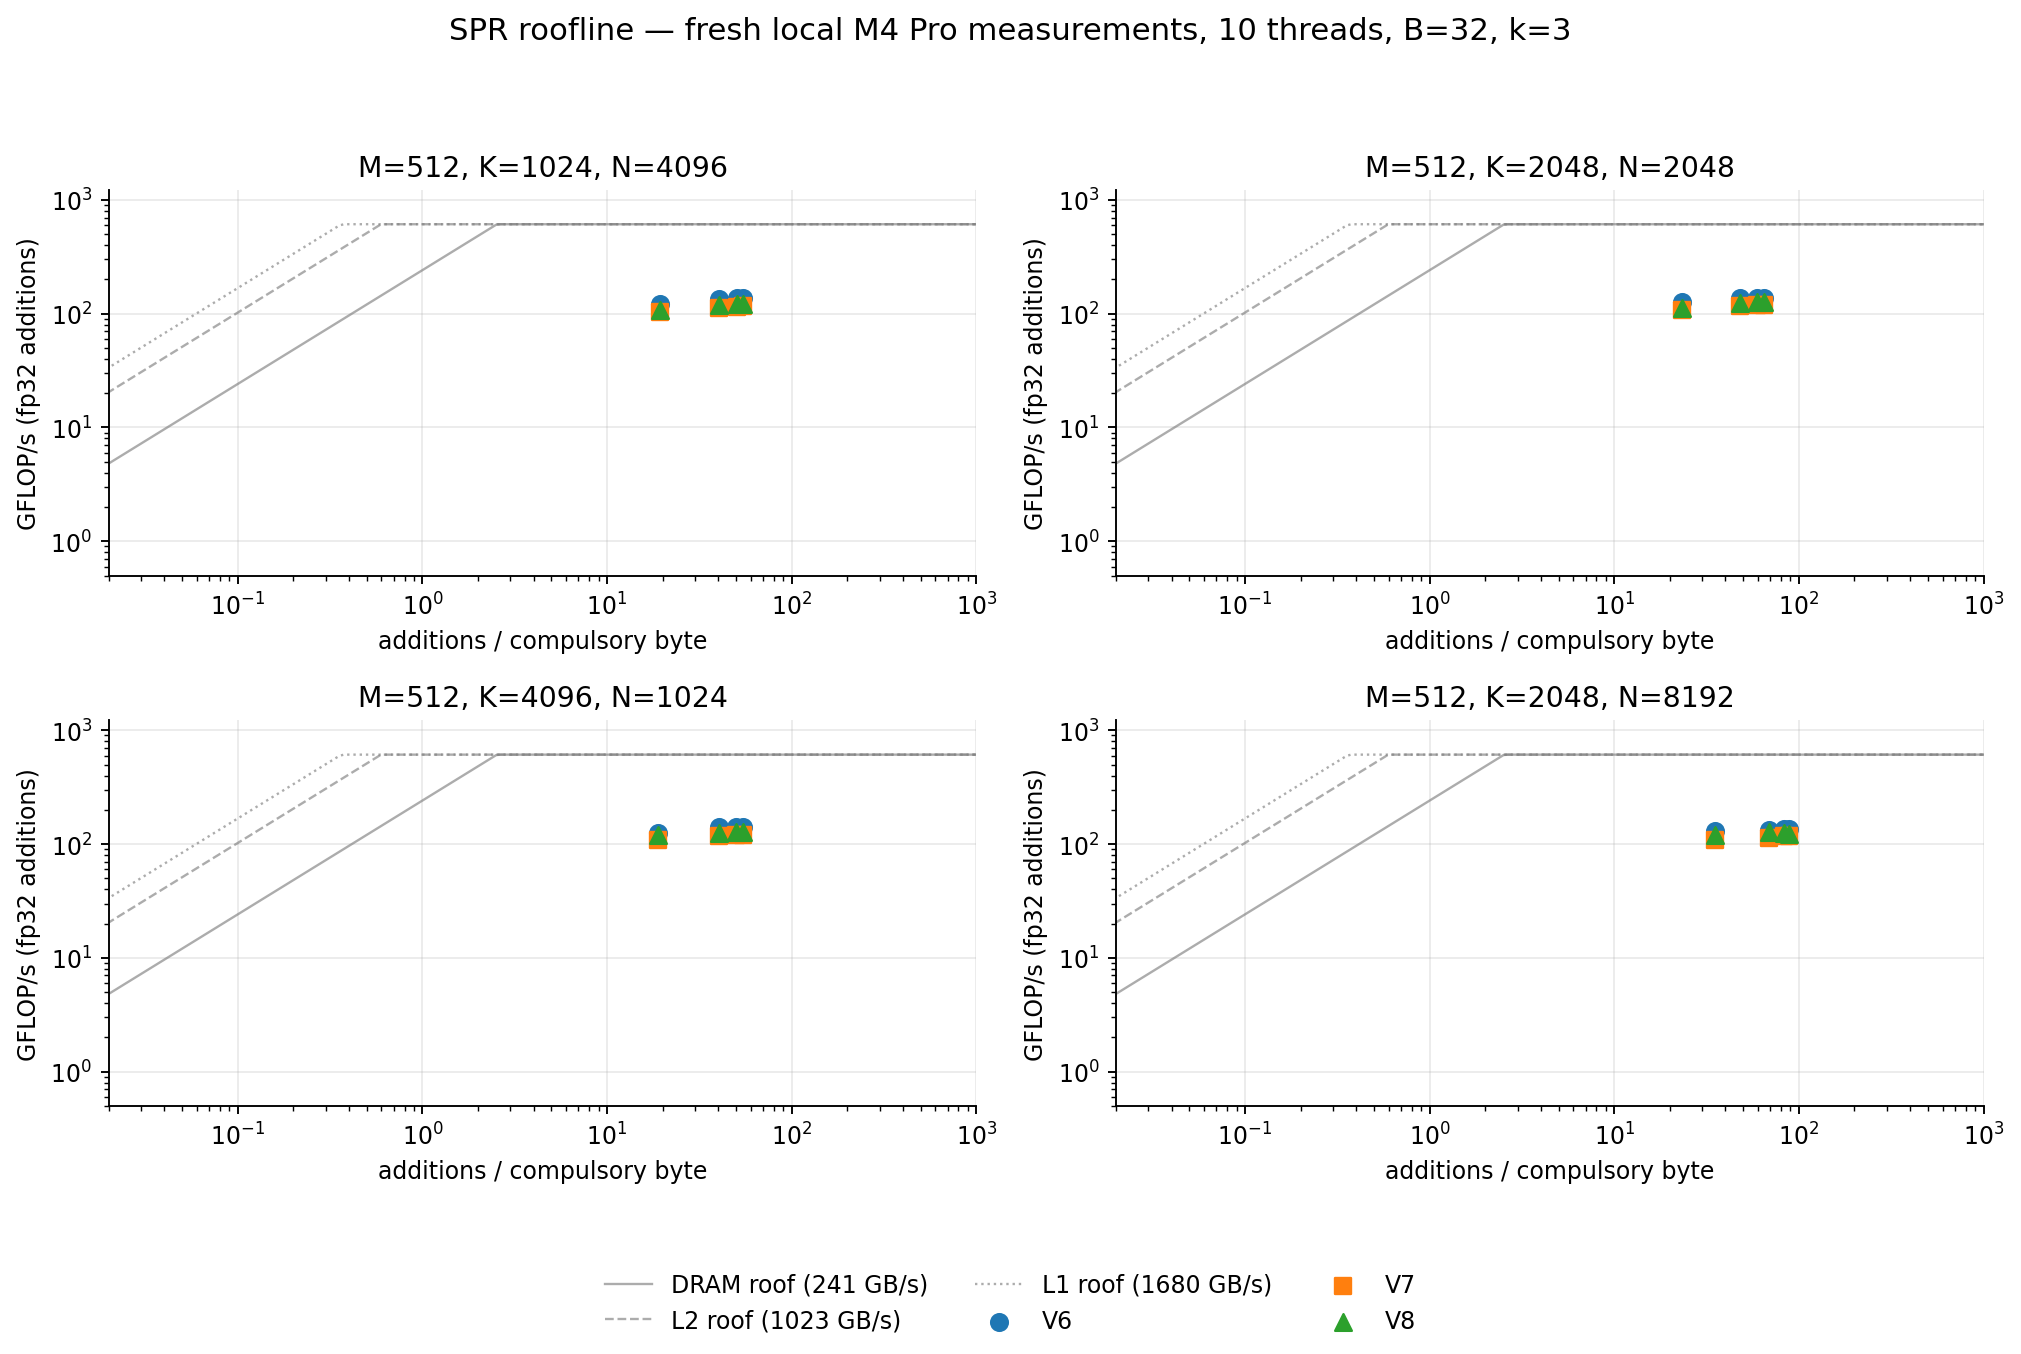 SPR roofline — fresh local M4 Pro measurements, 10 threads, B=32, k=3
M=512, K=1024, N=4096
GFLOP/s (fp32 additions)
10³
10²
10¹
10⁰
10⁻¹ 10⁰ 10¹ 10² 10³
additions / compulsory byte
M=512, K=2048, N=2048
GFLOP/s (fp32 additions)
10³
10²
10¹
10⁰
10⁻¹ 10⁰ 10¹ 10² 10³
additions / compulsory byte
M=512, K=4096, N=1024
GFLOP/s (fp32 additions)
10³
10²
10¹
10⁰
10⁻¹ 10⁰ 10¹ 10² 10³
additions / compulsory byte
M=512, K=2048, N=8192
GFLOP/s (fp32 additions)
10³
10²
10¹
10⁰
10⁻¹ 10⁰ 10¹ 10² 10³
additions / compulsory byte
DRAM roof (241 GB/s)
L2 roof (1023 GB/s)
L1 roof (1680 GB/s)
V6
V7
V8